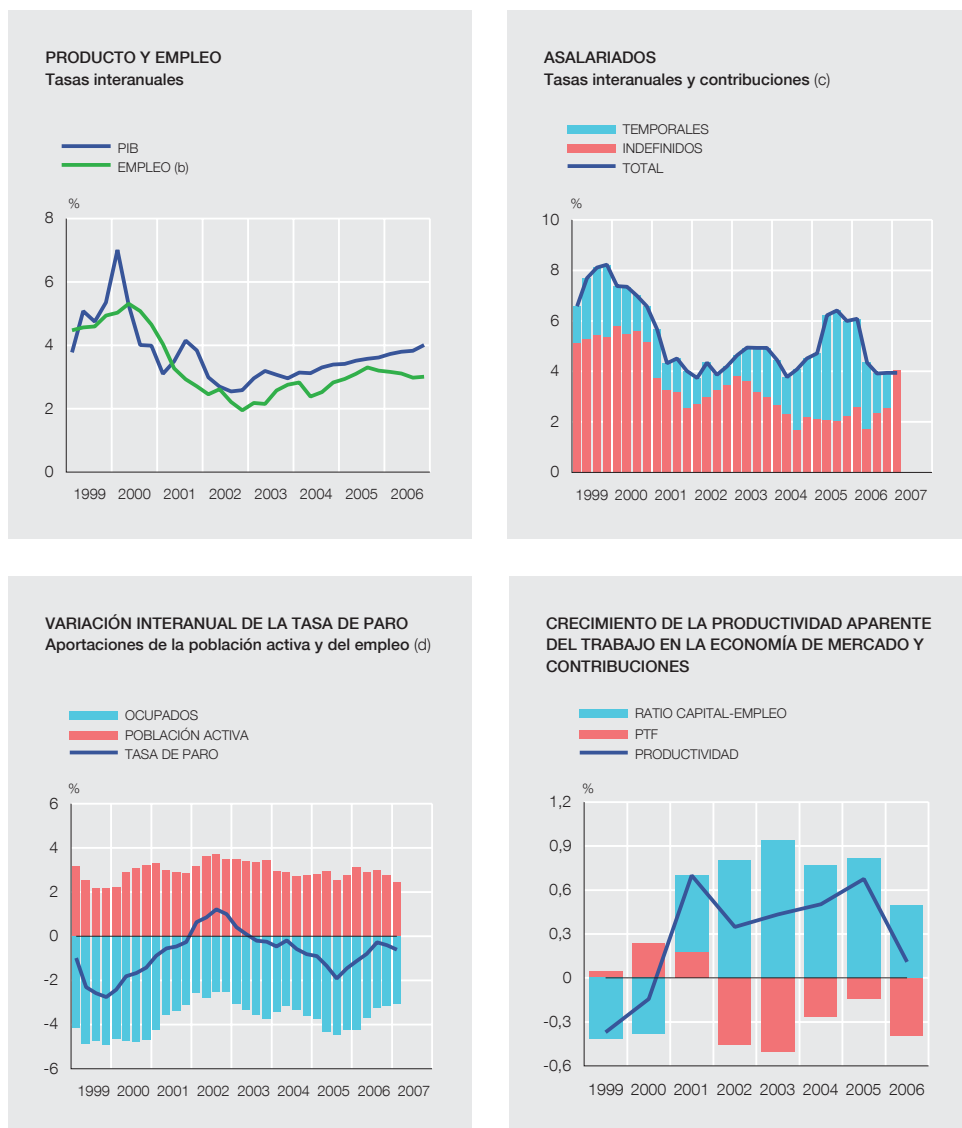 PRODUCTO Y EMPLEO
Tasas interanuales
PIB
EMPLEO (b)
%
8
6
4
2
0
1999 2000 2001 2002 2003 2004 2005 2006
ASALARIADOS
Tasas interanuales y contribuciones (c)
TEMPORALES
INDEFINIDOS
TOTAL
%
10
8
6
4
2
0
1999 2000 2001 2002 2003 2004 2005 2006 2007
VARIACIÓN INTERANUAL DE LA TASA DE PARO
Aportaciones de la población activa y del empleo (d)
OCUPADOS
POBLACIÓN ACTIVA
TASA DE PARO
%
6
4
2
0
-2
-4
-6
1999 2000 2001 2002 2003 2004 2005 2006 2007
CRECIMIENTO DE LA PRODUCTIVIDAD APARENTE
DEL TRABAJO EN LA ECONOMÍA DE MERCADO Y
CONTRIBUCIONES
RATIO CAPITAL-EMPLEO
PTF
PRODUCTIVIDAD
%
1,2
0,9
0,6
0,3
0
-0,3
-0,6
1999 2000 2001 2002 2003 2004 2005 2006